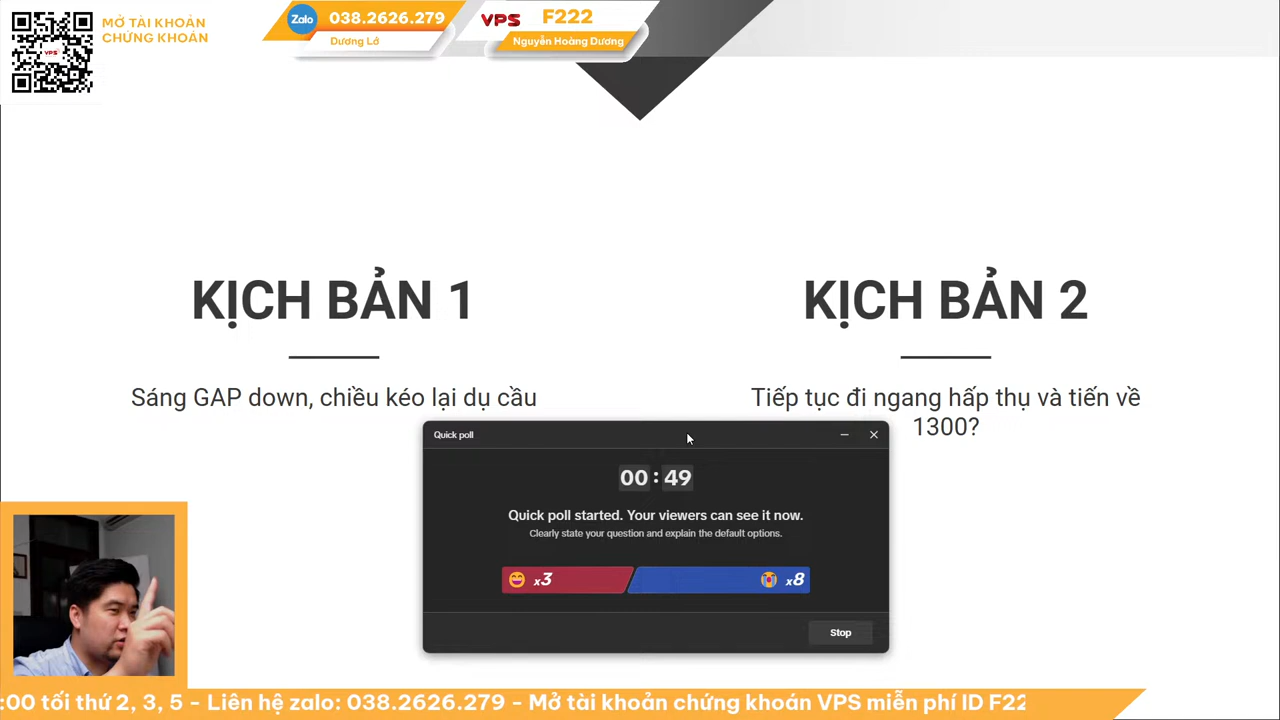 MỞ TÀI KHOẢN
CHỨNG KHOÁN
VPS
Zalo
038.2626.279
Dương Lớ
VPS
F222
Nguyễn Hoàng Dương
KỊCH BẢN 1
Sáng GAP down, chiều kéo lại dụ cầu
KỊCH BẢN 2
Tiếp tục đi ngang hấp thụ và tiến về
1300?
Quick poll
00:49
Quick poll started. Your viewers can see it now.
Clearly state your question and explain the default options.
x3
x8
Stop
:00 tối thứ 2, 3, 5 - Liên hệ zalo: 038.2626.279 - Mở tài khoản chứng khoán VPS miễn phí ID F22